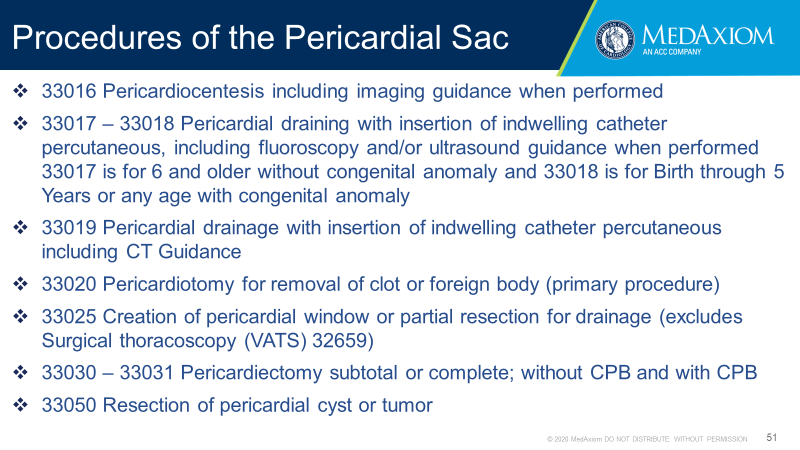 Procedures of the Pericardial Sac
MEDAXIOM
AN ACC COMPANY
❖ 33016 Pericardiocentesis including imaging guidance when performed
❖ 33017 – 33018 Pericardial draining with insertion of indwelling catheter
percutaneous, including fluoroscopy and/or ultrasound guidance when performed
33017 is for 6 and older without congenital anomaly and 33018 is for Birth through 5
Years or any age with congenital anomaly
❖ 33019 Pericardial drainage with insertion of indwelling catheter percutaneous
including CT Guidance
❖ 33020 Pericardiotomy for removal of clot or foreign body (primary procedure)
❖ 33025 Creation of pericardial window or partial resection for drainage (excludes
Surgical thoracoscopy (VATS) 32659)
❖ 33030 – 33031 Pericardiectomy subtotal or complete; without CPB and with CPB
❖ 33050 Resection of pericardial cyst or tumor
© 2020 MedAxiom DO NOT DISTRIBUTE WITHOUT PERMISSION
51